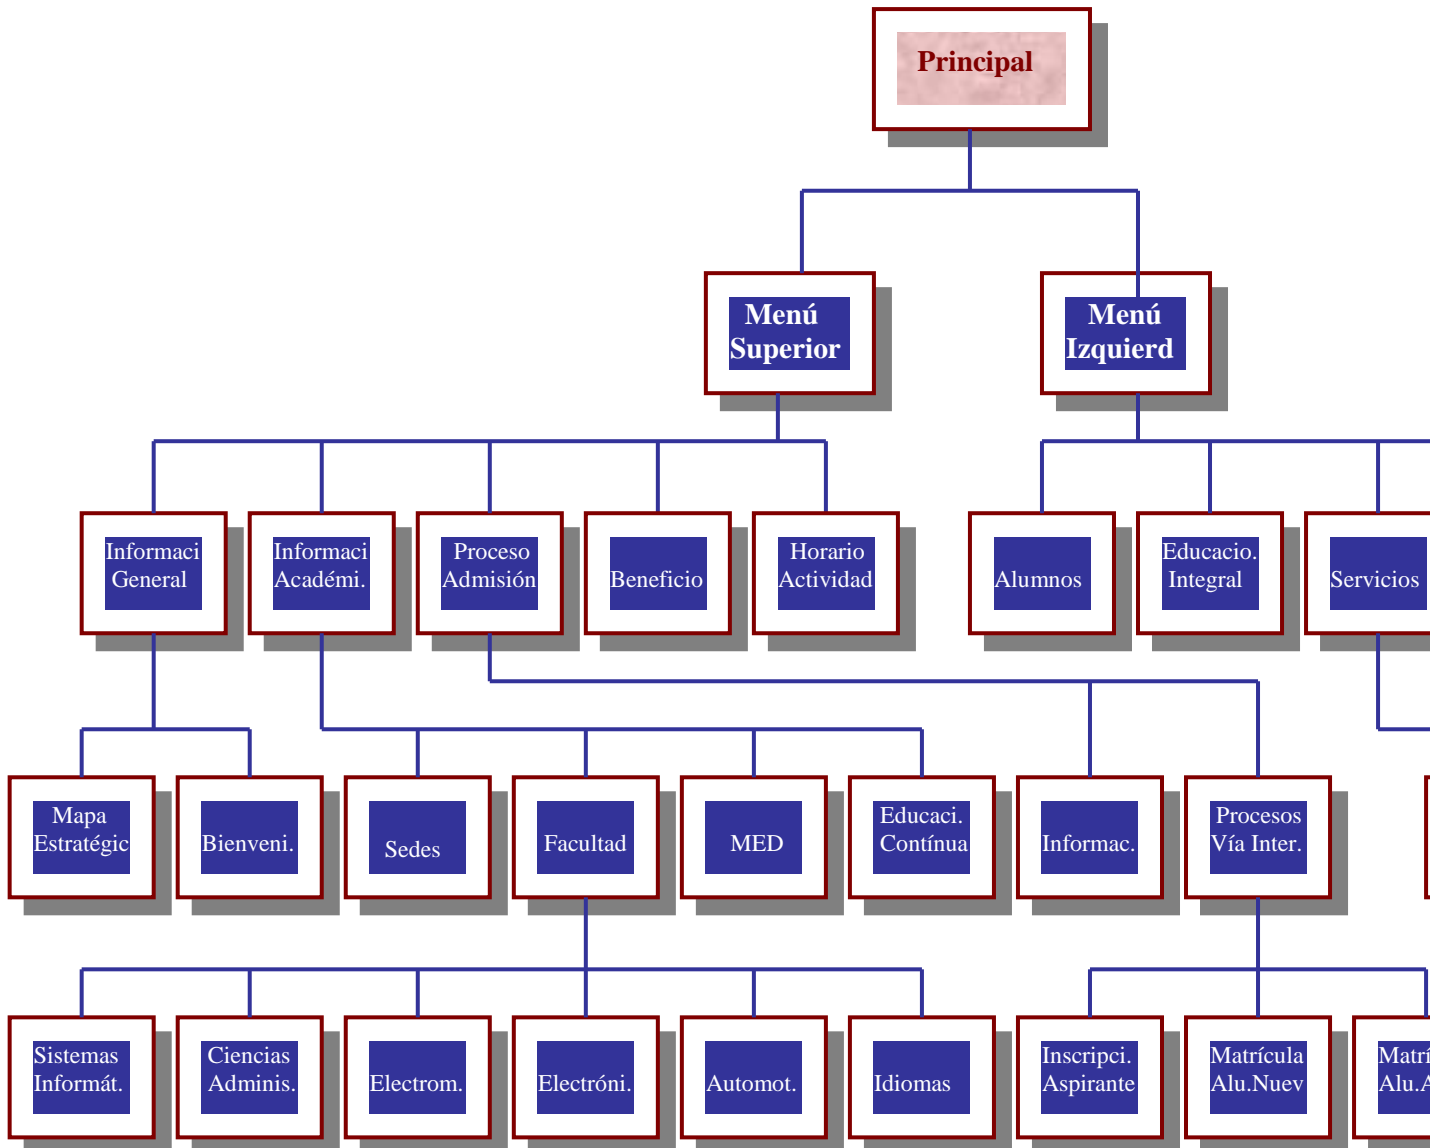 Principal
Menú
Superior
Menú
Izquierd
Informaci
General
Informaci
Académi.
Proceso
Admisión
Beneficio
Horario
Actividad
Alumnos
Educacio.
Integral
Servicios
Mapa
Estratégic
Bienveni.
Sedes
Facultad
MED
Educaci.
Contínua
Informac.
Procesos
Vía Inter.
Sistemas
Informát.
Ciencias
Adminis.
Electrom.
Electróni.
Automot.
Idiomas
Inscripci.
Aspirante
Matrícula
Alu.Nuev
Matrí
Alu.A